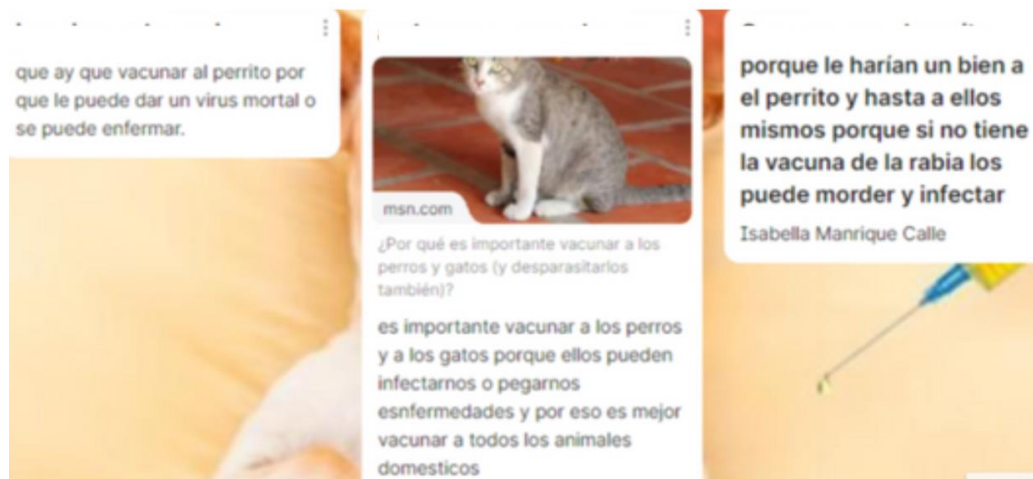 que ay que vacunar al perrito por
que le puede dar un virus mortal o
se puede enfermar.
msn.com
¿Por qué es importante vacunar a los
perros y gatos (y desparasitarlos
también)?
es importante vacunar a los perros
y a los gatos porque ellos pueden
infectarnos o pegarnos
esnfermedades y por eso es mejor
vacunar a todos los animales
domesticos
porque le harían un bien a
el perrito y hasta a ellos
mismos porque si no tiene
la vacuna de la rabia los
puede morder y infectar
Isabella Manrique Calle